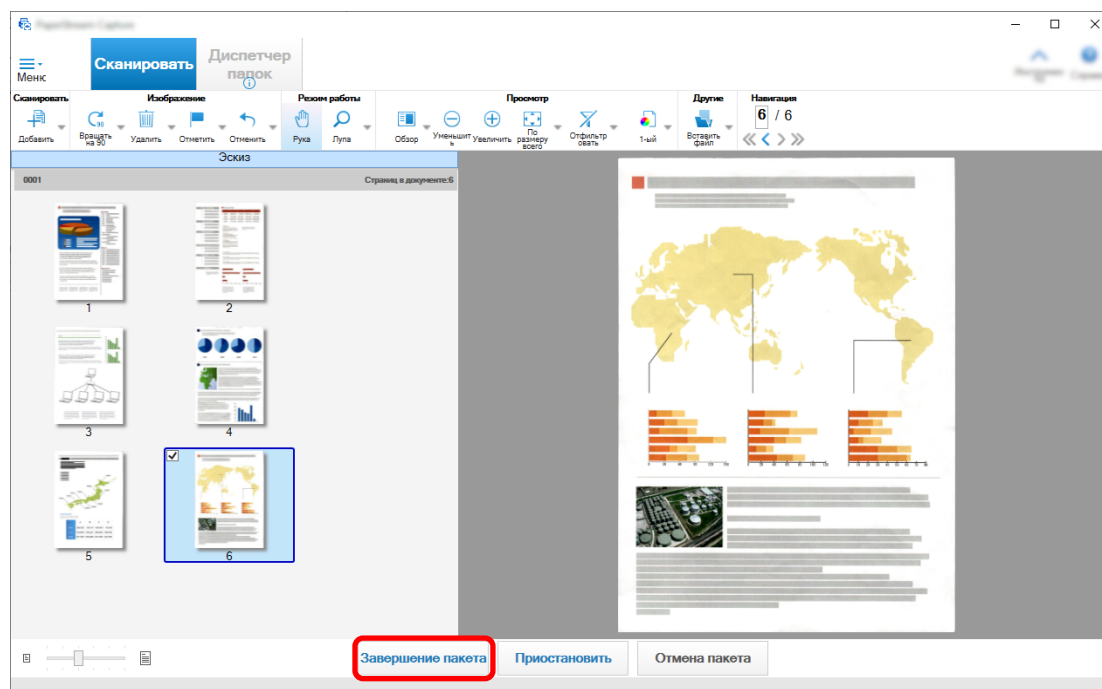 Меню
Сканировать
Диспетчер
папок
Сканировать
Изображение
Режим работы
Просмотр
Другие
Навигация
Добавить
Вращать
на 90
Удалить
Отметить
Отменить
Рука
Лупа
Обзор
Уменьшит
ь
Увеличить
По
размеру
всего
Отфильтр
овать
1-ый
Вставить
файл
6 / 6
Эскиз
0001
Страниц в документе:6
1
2
3
4
5
6
Завершение пакета
Приостановить
Отмена пакета